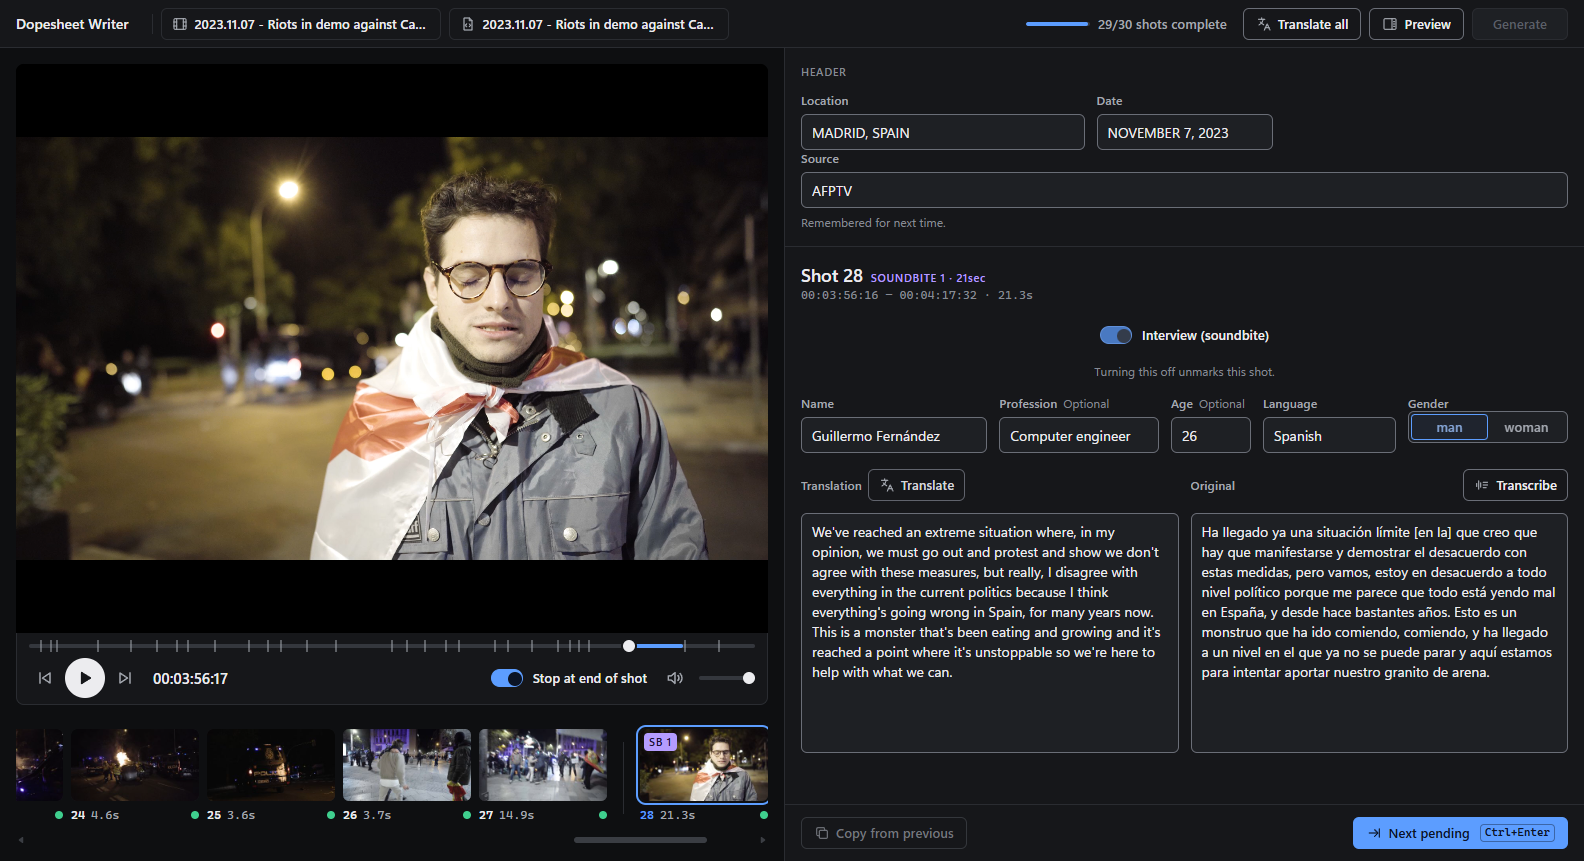 Dopesheet Writer
2023.11.07 - Riots in demo against Ca...
2023.11.07 - Riots in demo against Ca...
29/30 shots complete
Translate all
Preview
Generate
HEADER
Location
Date
MADRID, SPAIN
NOVEMBER 7, 2023
Source
AFPTV
Remembered for next time.
Shot 28 SOUNDBITE 1 · 21sec
00:03:56:16 — 00:04:17:32 · 21.3s
Interview (soundbite)
Turning this off unmarks this shot.
Name
Profession Optional
Age Optional
Language
Gender
Guillermo Fernández
Computer engineer
26
Spanish
man
woman
Translation
Translate
Original
Transcribe
We've reached an extreme situation where, in my
opinion, we must go out and protest and show we don't
agree with these measures, but really, I disagree with
everything in the current politics because I think
everything's going wrong in Spain, for many years now.
This is a monster that's been eating and growing and it's
reached a point where it's unstoppable so we're here to
help with what we can.
Ha llegado ya una situación límite [en la] que creo que
hay que manifestarse y demostrar el desacuerdo con
estas medidas, pero vamos, estoy en desacuerdo a todo
nivel político porque me parece que todo está yendo mal
en España, y desde hace bastantes años. Esto es un
monstruo que ha ido comiendo, comiendo, y ha llegado
a un nivel en el que ya no se puede parar y aquí estamos
para intentar aportar nuestro granito de arena.
00:03:56:17
Stop at end of shot
SB 1
24 4.6s
25 3.6s
26 3.7s
27 14.9s
28 21.3s
Copy from previous
Next pending Ctrl+Enter